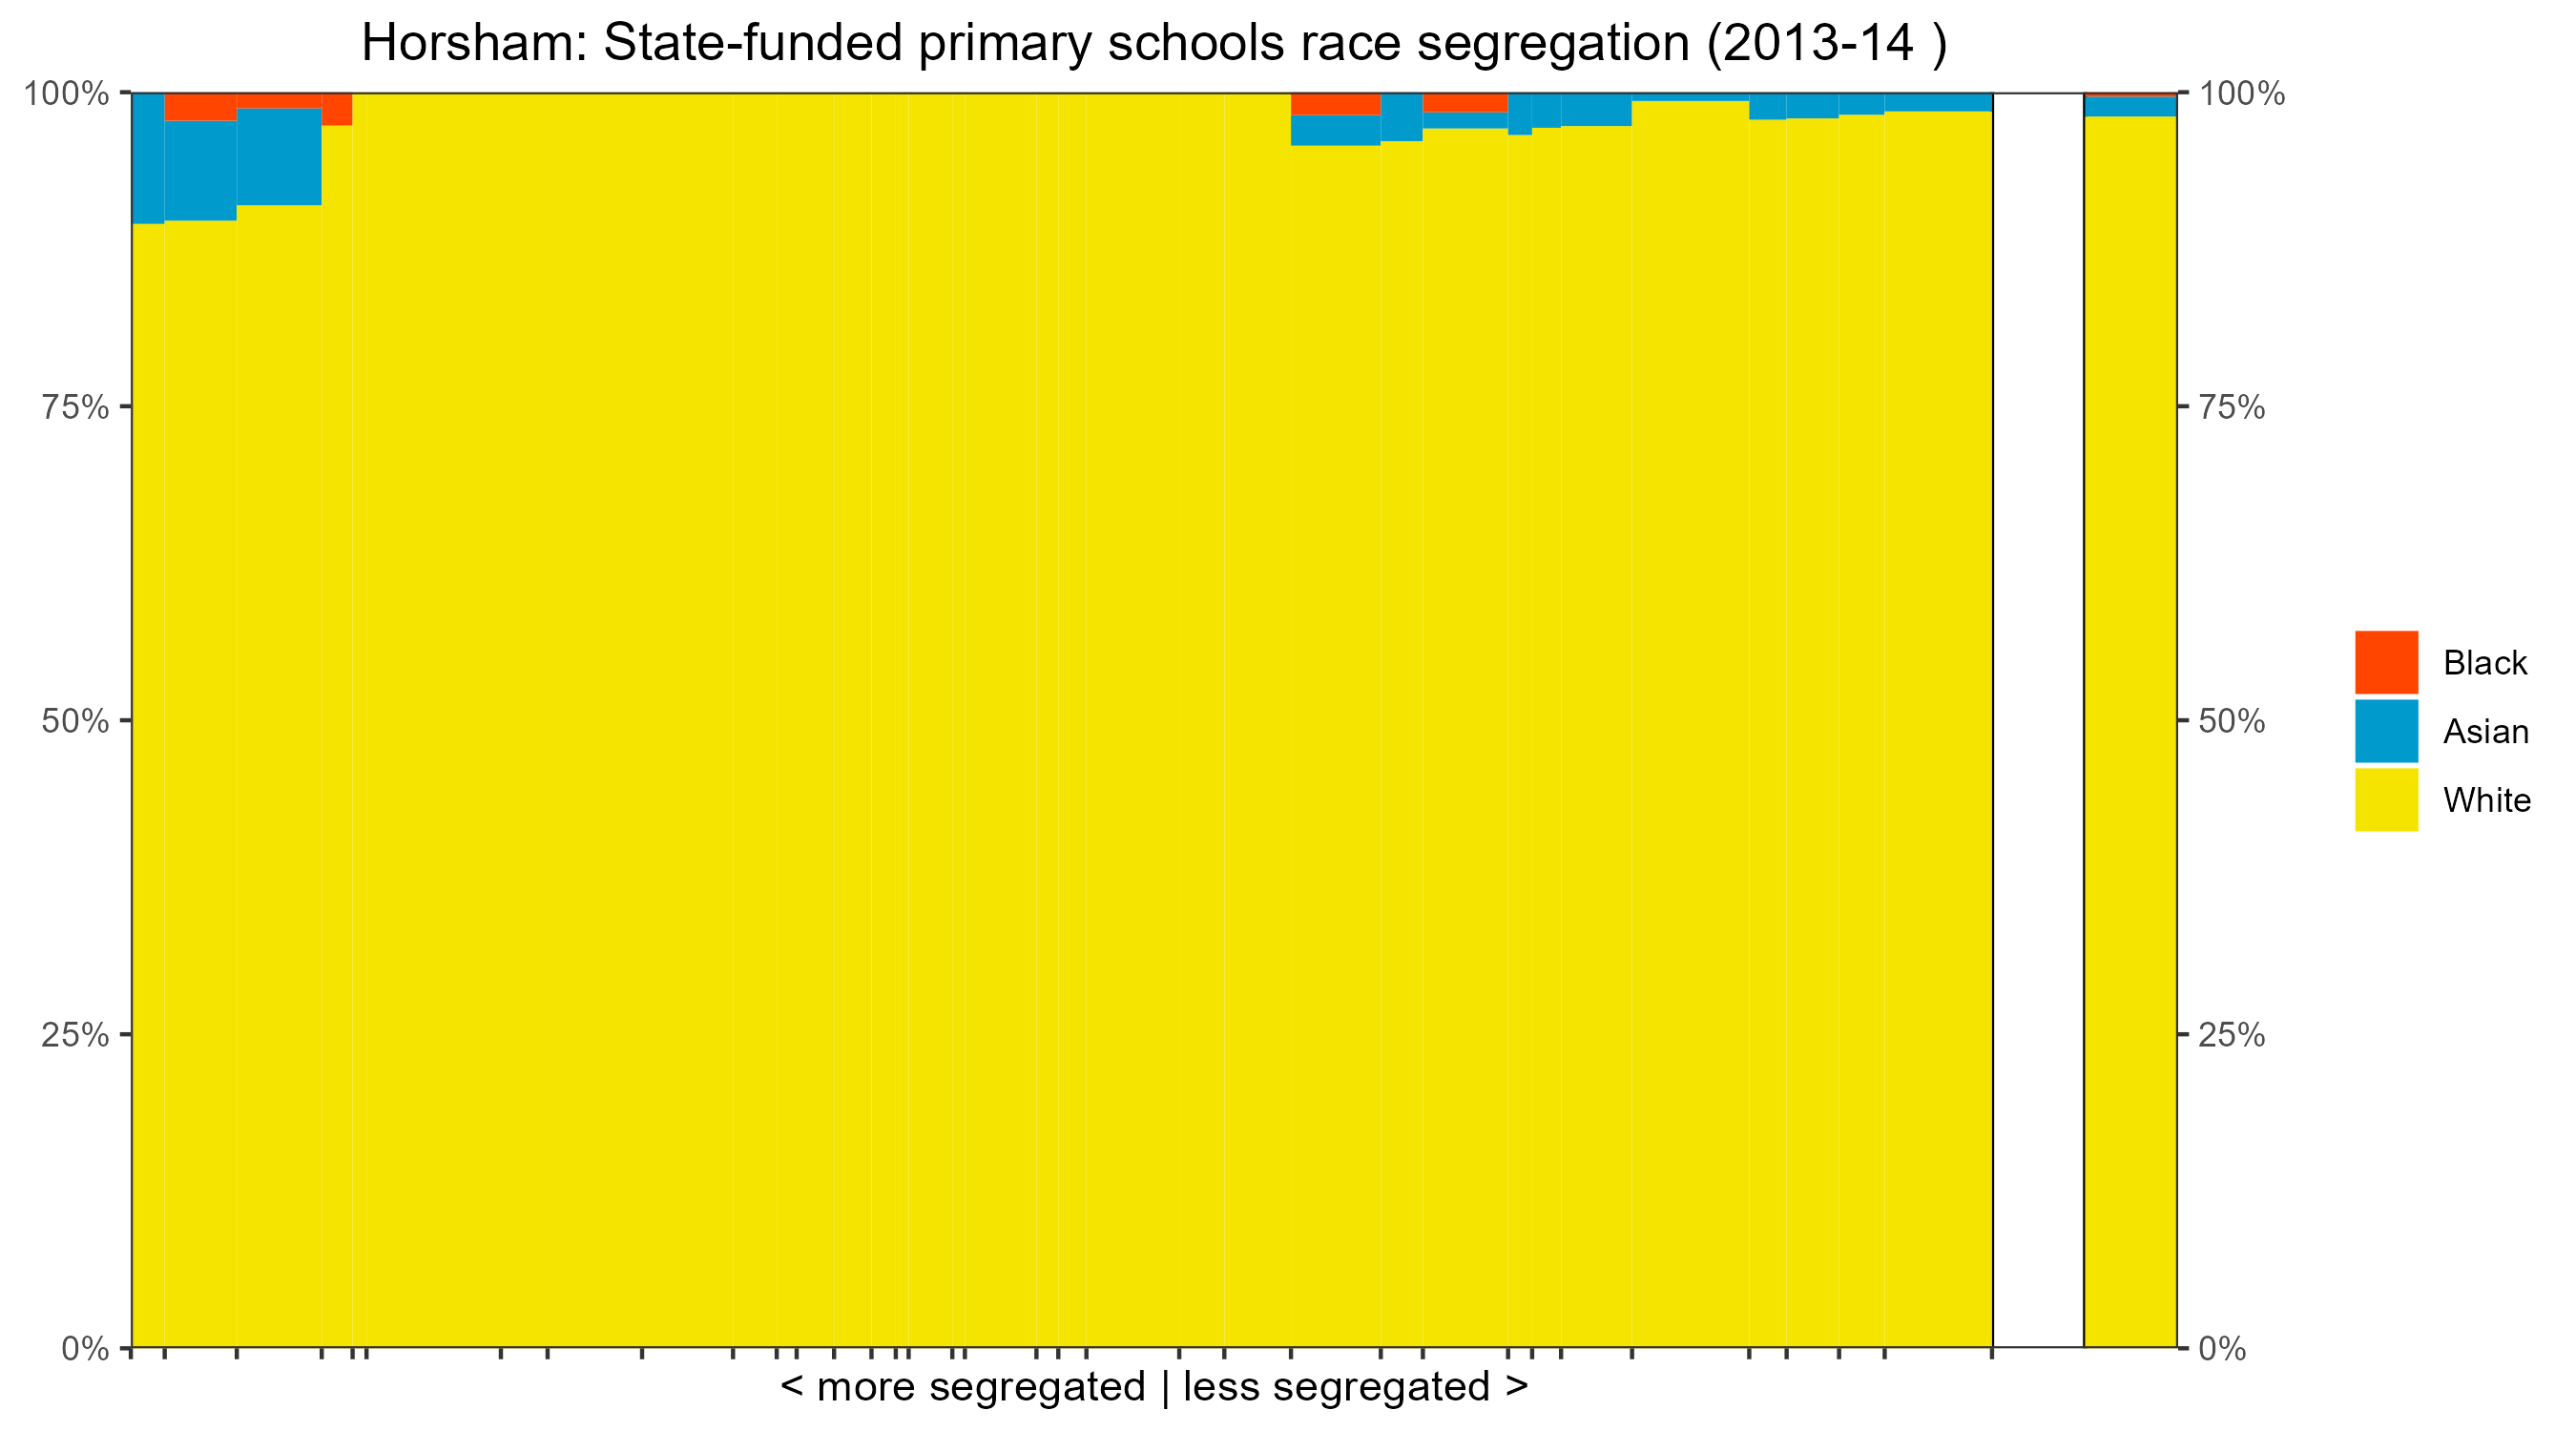 Horsham: State-funded primary schools race segregation (2013-14 )
100%
75%
50%
25%
0%
100%
75%
50%
25%
0%
Black
Asian
White
< more segregated | less segregated >